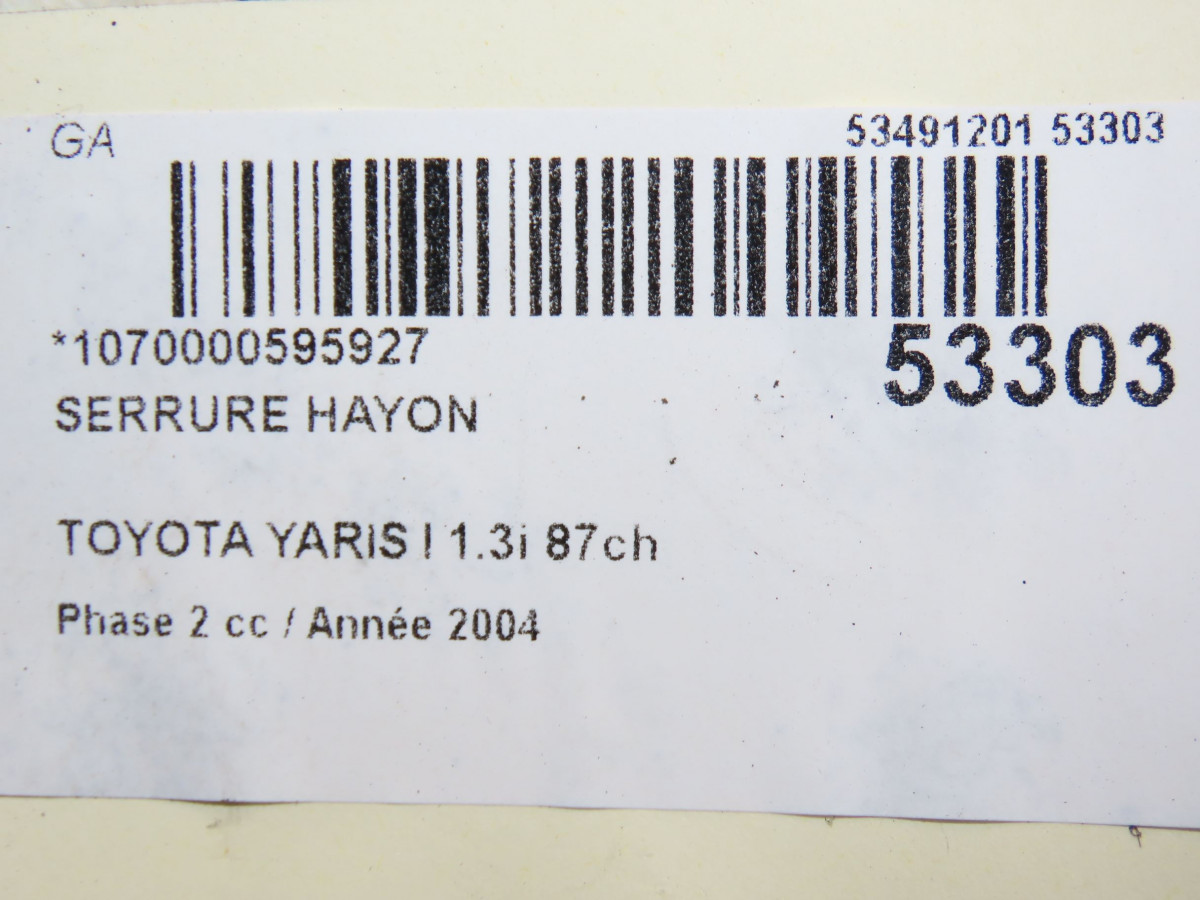 GA
53491201 53303
*1070000595927
53303
SERRURE HAYON
TOYOTA YARIS I 1.3i 87ch
Phase 2 cc / Année 2004